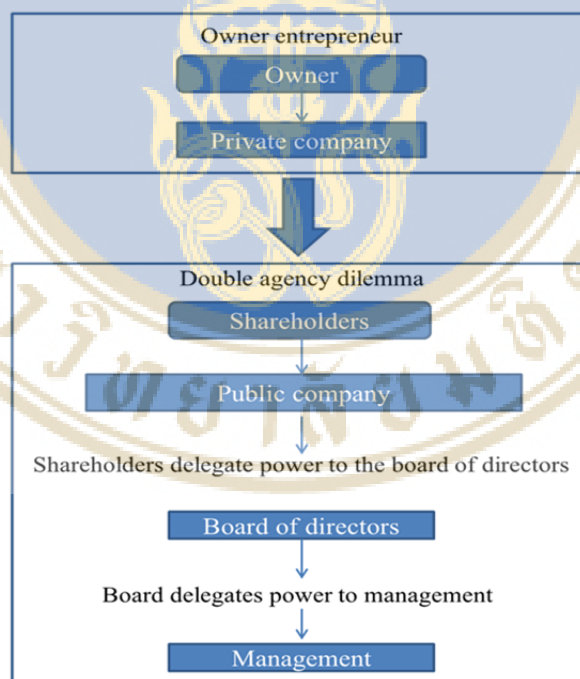 Owner entrepreneur
Owner
Private company
Double agency dilemma
Shareholders
Public company
Shareholders delegate power to the board of directors
Board of directors
Board delegates power to management
Management